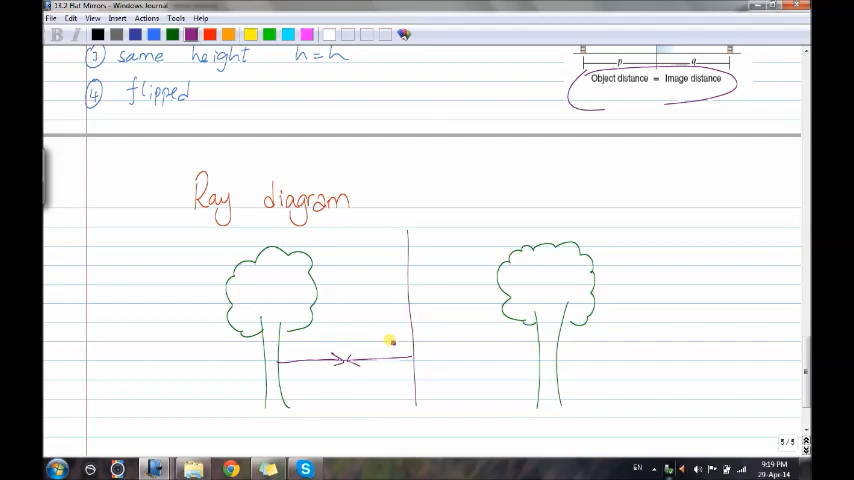 13.2 Flat Mirrors - Windows Journal
File Edit View Insert Actions Tools Help
B I
③ same height h=h
p q
Object distance = Image distance
④ flipped
Ray diagram
5/5
EN
9:19 PM
29-Apr-14